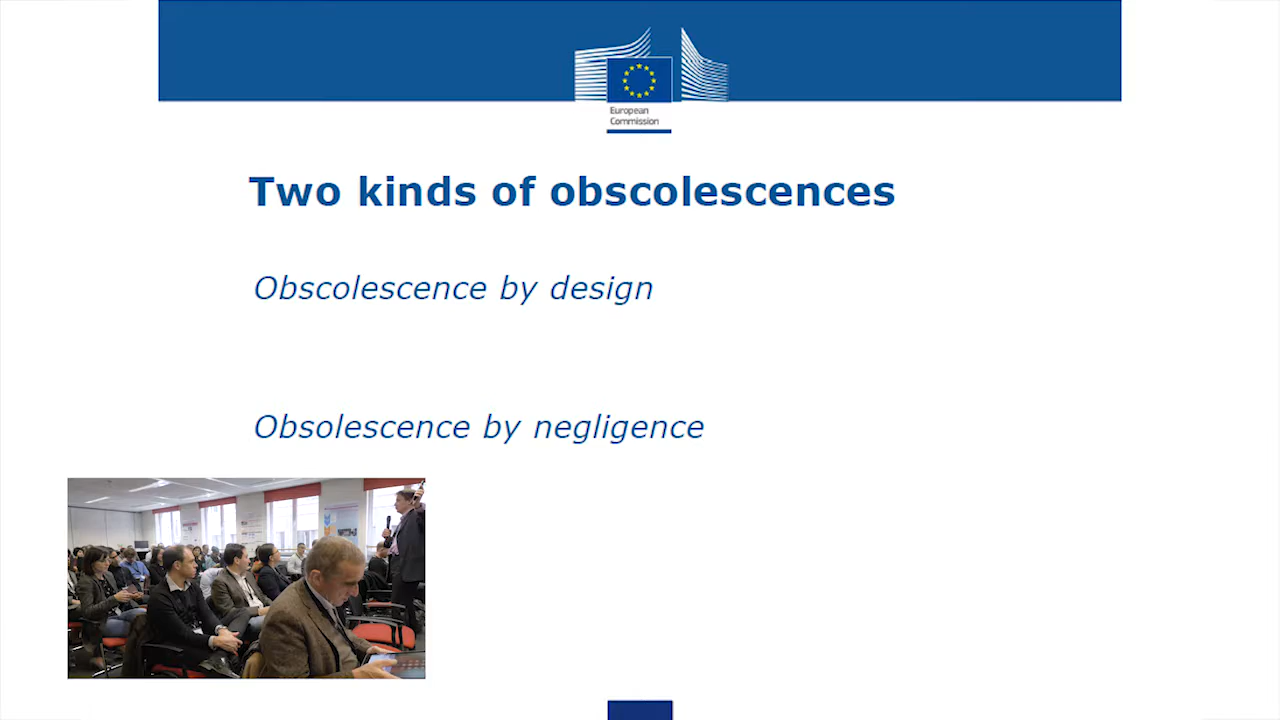 European
Commission
Two kinds of obscolescences
Obscolescence by design
Obsolescence by negligence